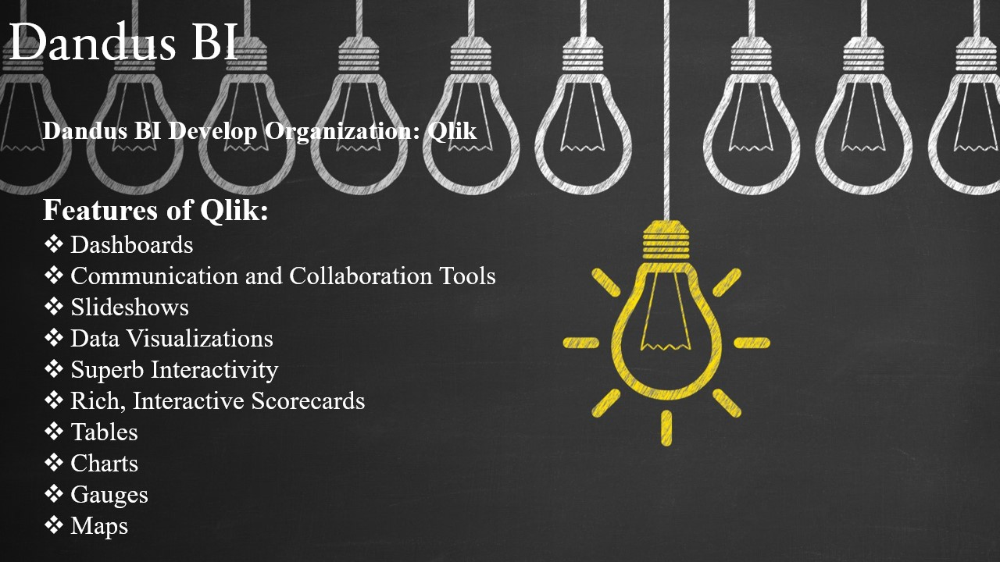 Dandus BI
Dandus BI Develop Organization: Qlik
Features of Qlik:
❖ Dashboards
❖ Communication and Collaboration Tools
❖ Slideshows
❖ Data Visualizations
❖ Superb Interactivity
❖ Rich, Interactive Scorecards
❖ Tables
❖ Charts
❖ Gauges
❖ Maps